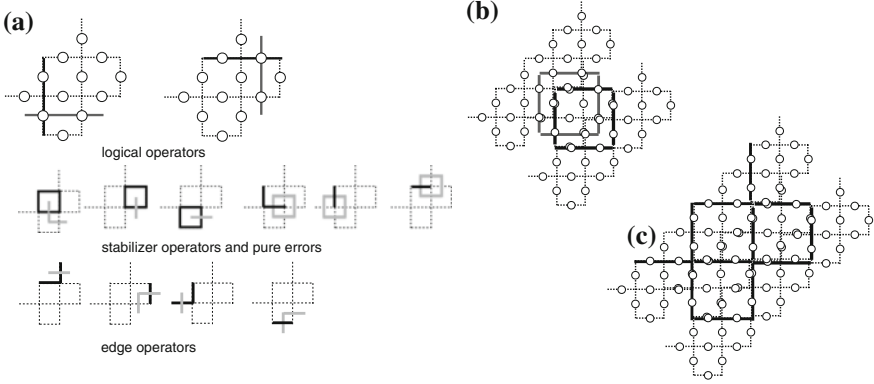 (a)
(b)
logical operators
stabilizer operators and pure errors
(c)
edge operators